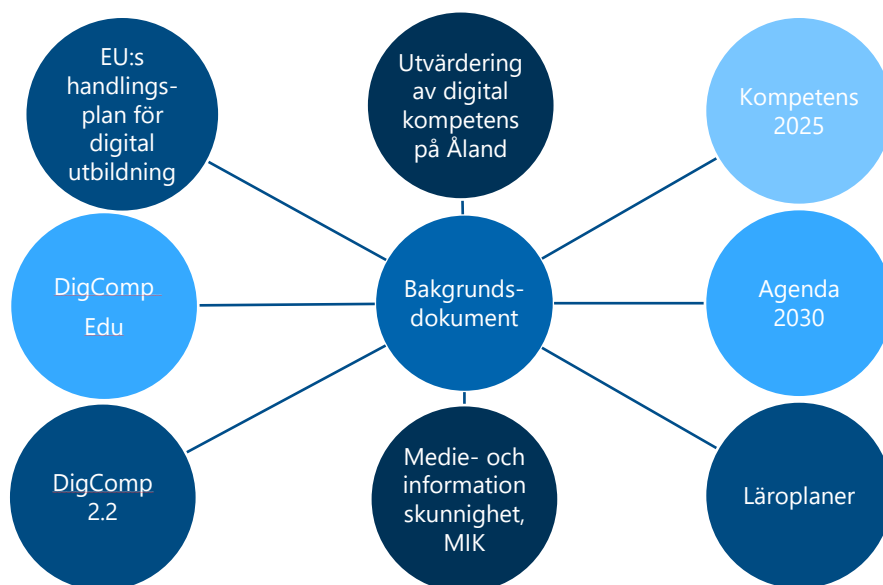 EU:s
handlings-
plan för
digital
utbildning
Utvärdering
av digital
kompetens
på Åland
Kompetens
2025
DigComp
Edu
Bakgrunds-
dokument
Agenda
2030
DigComp
2.2
Medie- och
information
skunnighet,
MIK
Läroplaner